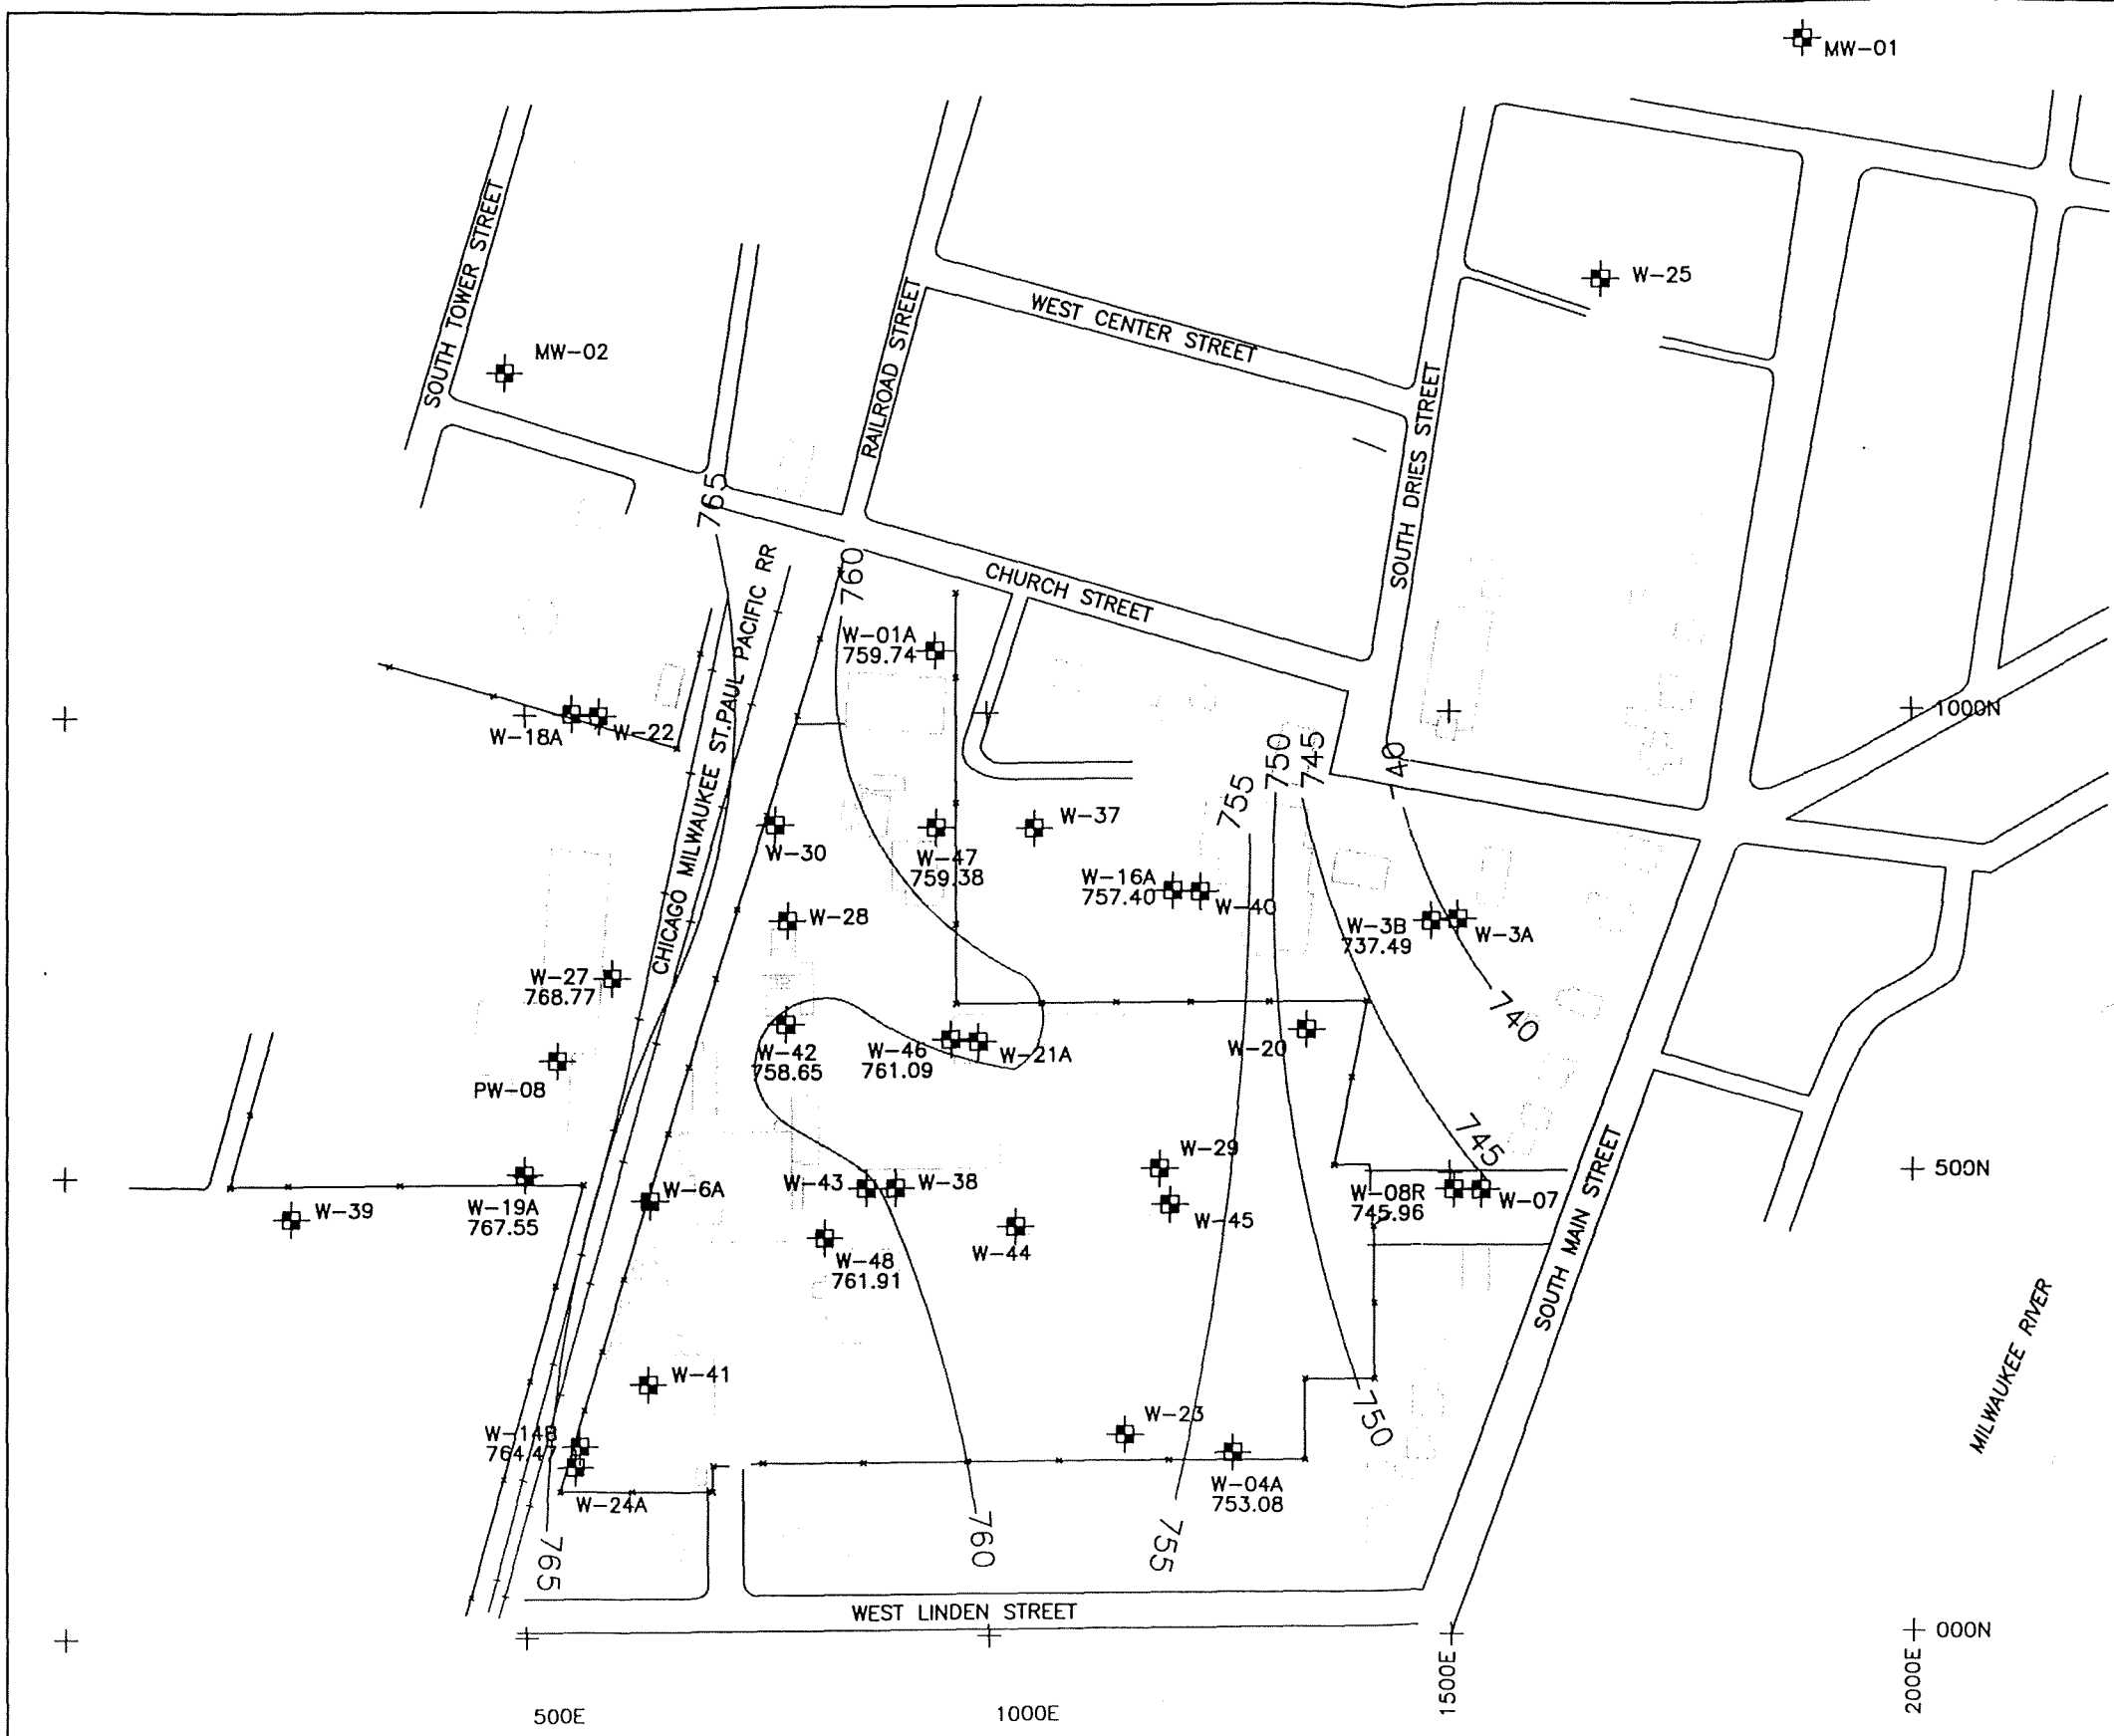 MW-01
SOUTH TOWER STREET
MW-02
RAILROAD STREET
WEST CENTER STREET
W-25
SOUTH DRIES STREET
765
760
CHURCH STREET
CHICAGO MILWAUKEE ST.PAUL PACIFIC RR
W-01A
759.74
W-18A
W-22
1000N
755
750
745
40
W-30
W-47
759.38
W-37
W-16A
757.40
W-40
W-28
W-3B
737.49
W-3A
W-27
768.77
740
W-42
758.65
W-46
761.09
W-21A
W-20
PW-08
745
W-29
500N
W-43
W-38
W-6A
W-39
W-19A
767.55
W-45
W-44
W-08R
745.96
W-07
SOUTH MAIN STREET
W-48
761.91
MILWAUKEE RIVER
W-41
750
W-14B
764.47
W-24A
W-23
W-04A
753.08
765
760
755
WEST LINDEN STREET
000N
500E
1000E
1500E
2000E